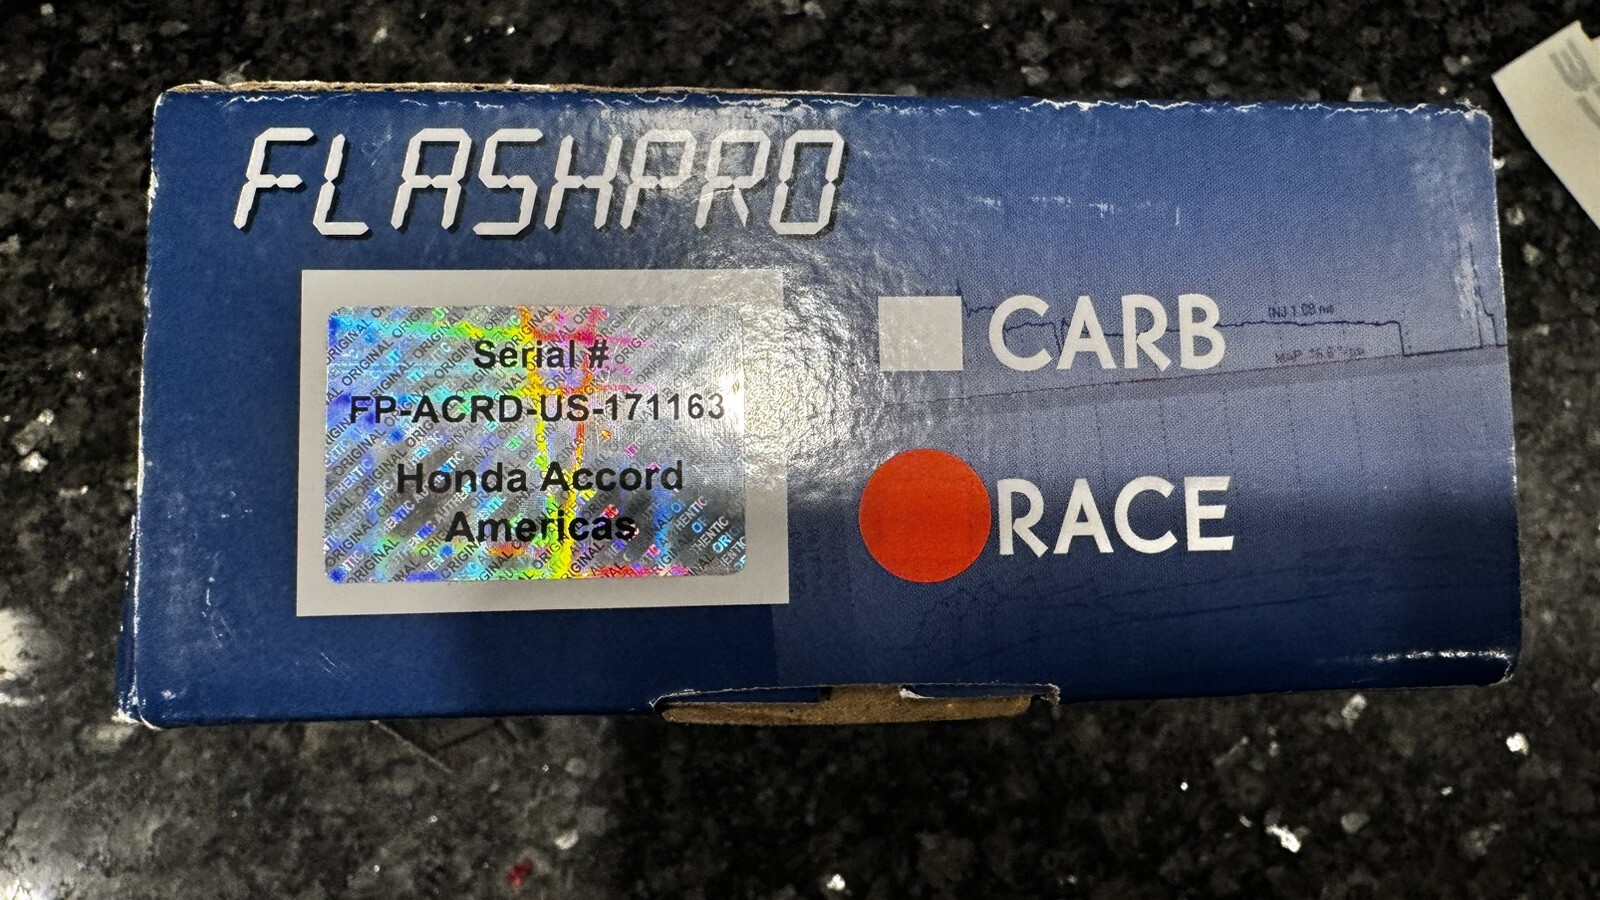 FLASHPRO
Serial #
FP-ACRD-US-171163
Honda Accord
Americas
CARB
RACE